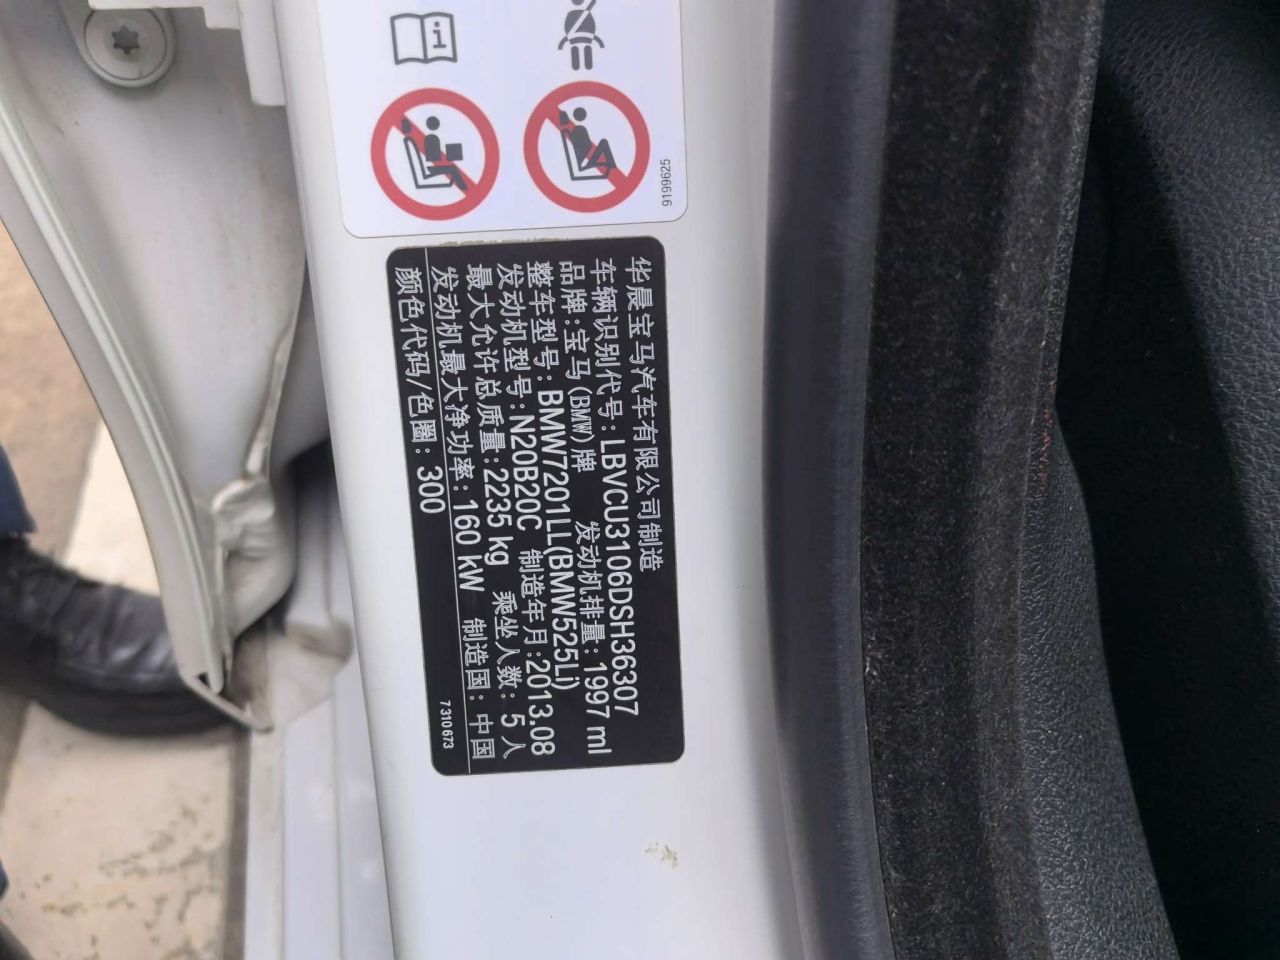 i
9199625
华晨宝马汽车有限公司制造
车辆识别代号:LBVCU3106DSH36307
品牌:宝马(BMW)牌 发动机排量:1997 ml
整车型号:BMW7201LL(BMW525Li)
发动机型号:N20B20C 制造年月:2013.08
最大允许总质量:2235 kg 乘坐人数:5人
发动机最大净功率:160 kW 制造国:中国
颜色代码/色圈:300
7310673